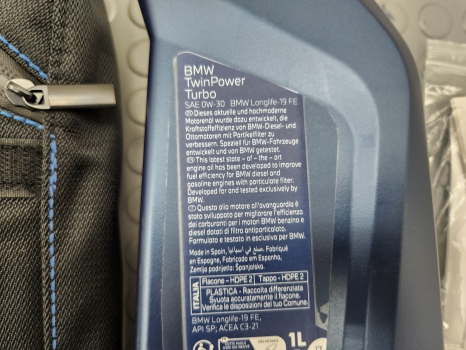 BMW
TwinPower
Turbo
SAE 0W-30 BMW Longlife-19 FE
Dieses aktuelle und hochmoderne
Motorenöl wurde dazu entwickelt, die
Kraftstoffeffizienz von BMW-Diesel- und
Ottomotoren mit Partikelfilter zu
verbessern. Speziell für BMW-Fahrzeuge
entwickelt und von BMW getestet.
This latest state - of - the - art
engine oil has been developed to improve
fuel efficiency for BMW diesel and
gasoline engines with particulate filter.
Developed for and tested exclusively by
BMW.
Questo olio motore all'avanguardia è
stato sviluppato per migliorare l'efficienza
dei carburanti per i motori BMW benzina e
diesel dotati di filtro antiparticolato.
Formulato e testato in esclusiva per BMW.
Made in Spain, صنع في اسبانيا, Fabriqué
en Espagne, Fabricado em Espanha,
Zemlja podrijetla: Španjolska.
ITALIA
Flacone - HDPE 2 Tappo - HDPE 2
PLASTICA - Raccolta differenziata
Svuota accuratamente il flacone.
Verifica le disposizioni del tuo Comune.
BMW Longlife-19 FE,
API SP; ACEA C3-21
1L